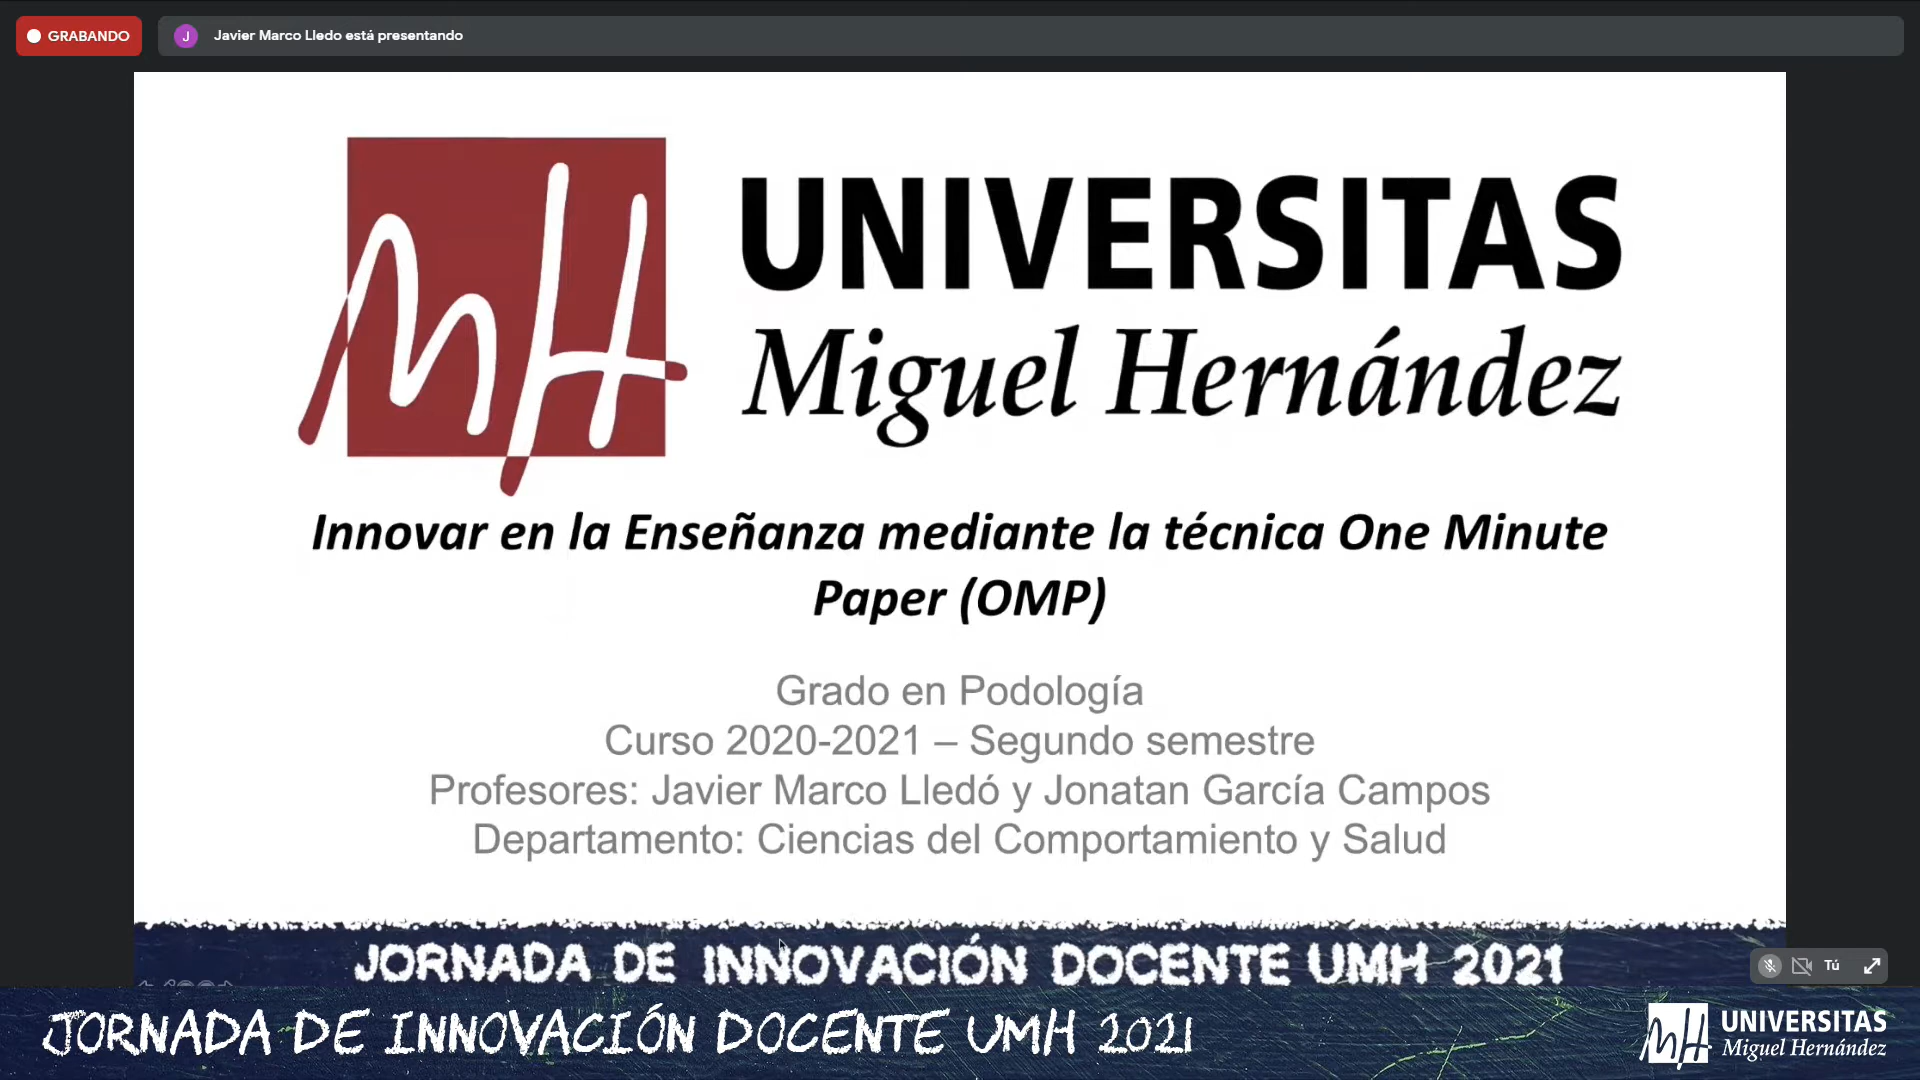 GRABANDO
J
Javier Marco Lledo está presentando
MH
UNIVERSITAS
Miguel Hernández
Innovar en la Enseñanza mediante la técnica One Minute
Paper (OMP)
Grado en Podología
Curso 2020-2021 – Segundo semestre
Profesores: Javier Marco Lledó y Jonatan García Campos
Departamento: Ciencias del Comportamiento y Salud
JORNADA DE INNOVACIÓN DOCENTE UMH 2021
Tú
JORNADA DE INNOVACIÓN DOCENTE UMH 2021
MH
UNIVERSITAS
Miguel Hernández